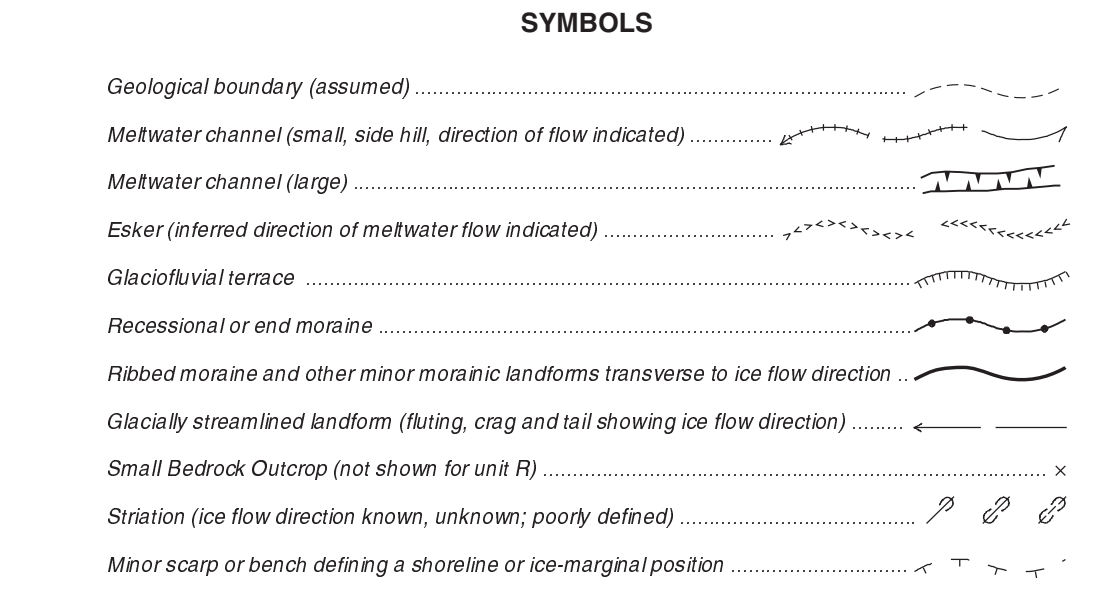 SYMBOLS
Geological boundary (assumed)
Meltwater channel (small, side hill, direction of flow indicated)
Meltwater channel (large)
Esker (inferred direction of meltwater flow indicated)
Glaciofluvial terrace
Recessional or end moraine
Ribbed moraine and other minor morainic landforms transverse to ice flow direction
Glacially streamlined landform (fluting, crag and tail showing ice flow direction)
Small Bedrock Outcrop (not shown for unit R)
Striation (ice flow direction known, unknown; poorly defined)
Minor scarp or bench defining a shoreline or ice-marginal position